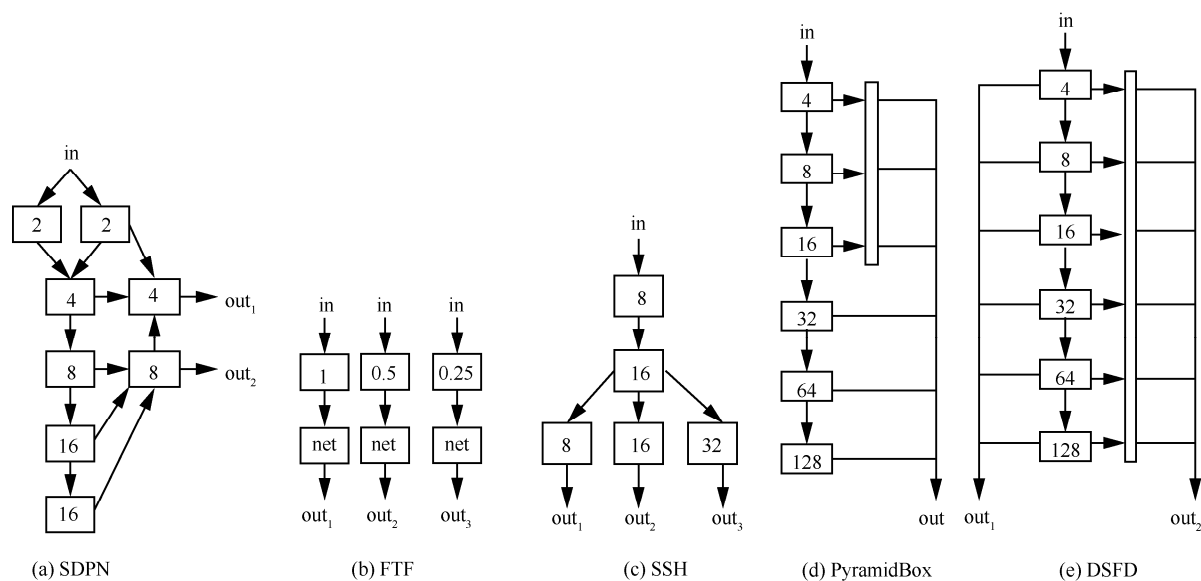 in
2 2
4 4 out₁
8 8 out₂
16
16
(a) SDPN
in in in
1 0.5 0.25
net net net
out₁ out₂ out₃
(b) FTF
in
8
16
8 16 32
out₁ out₂ out₃
(c) SSH
in
4
8
16
32
64
128
out
(d) PyramidBox
in
4
8
16
32
64
128
out₁ out₂
(e) DSFD